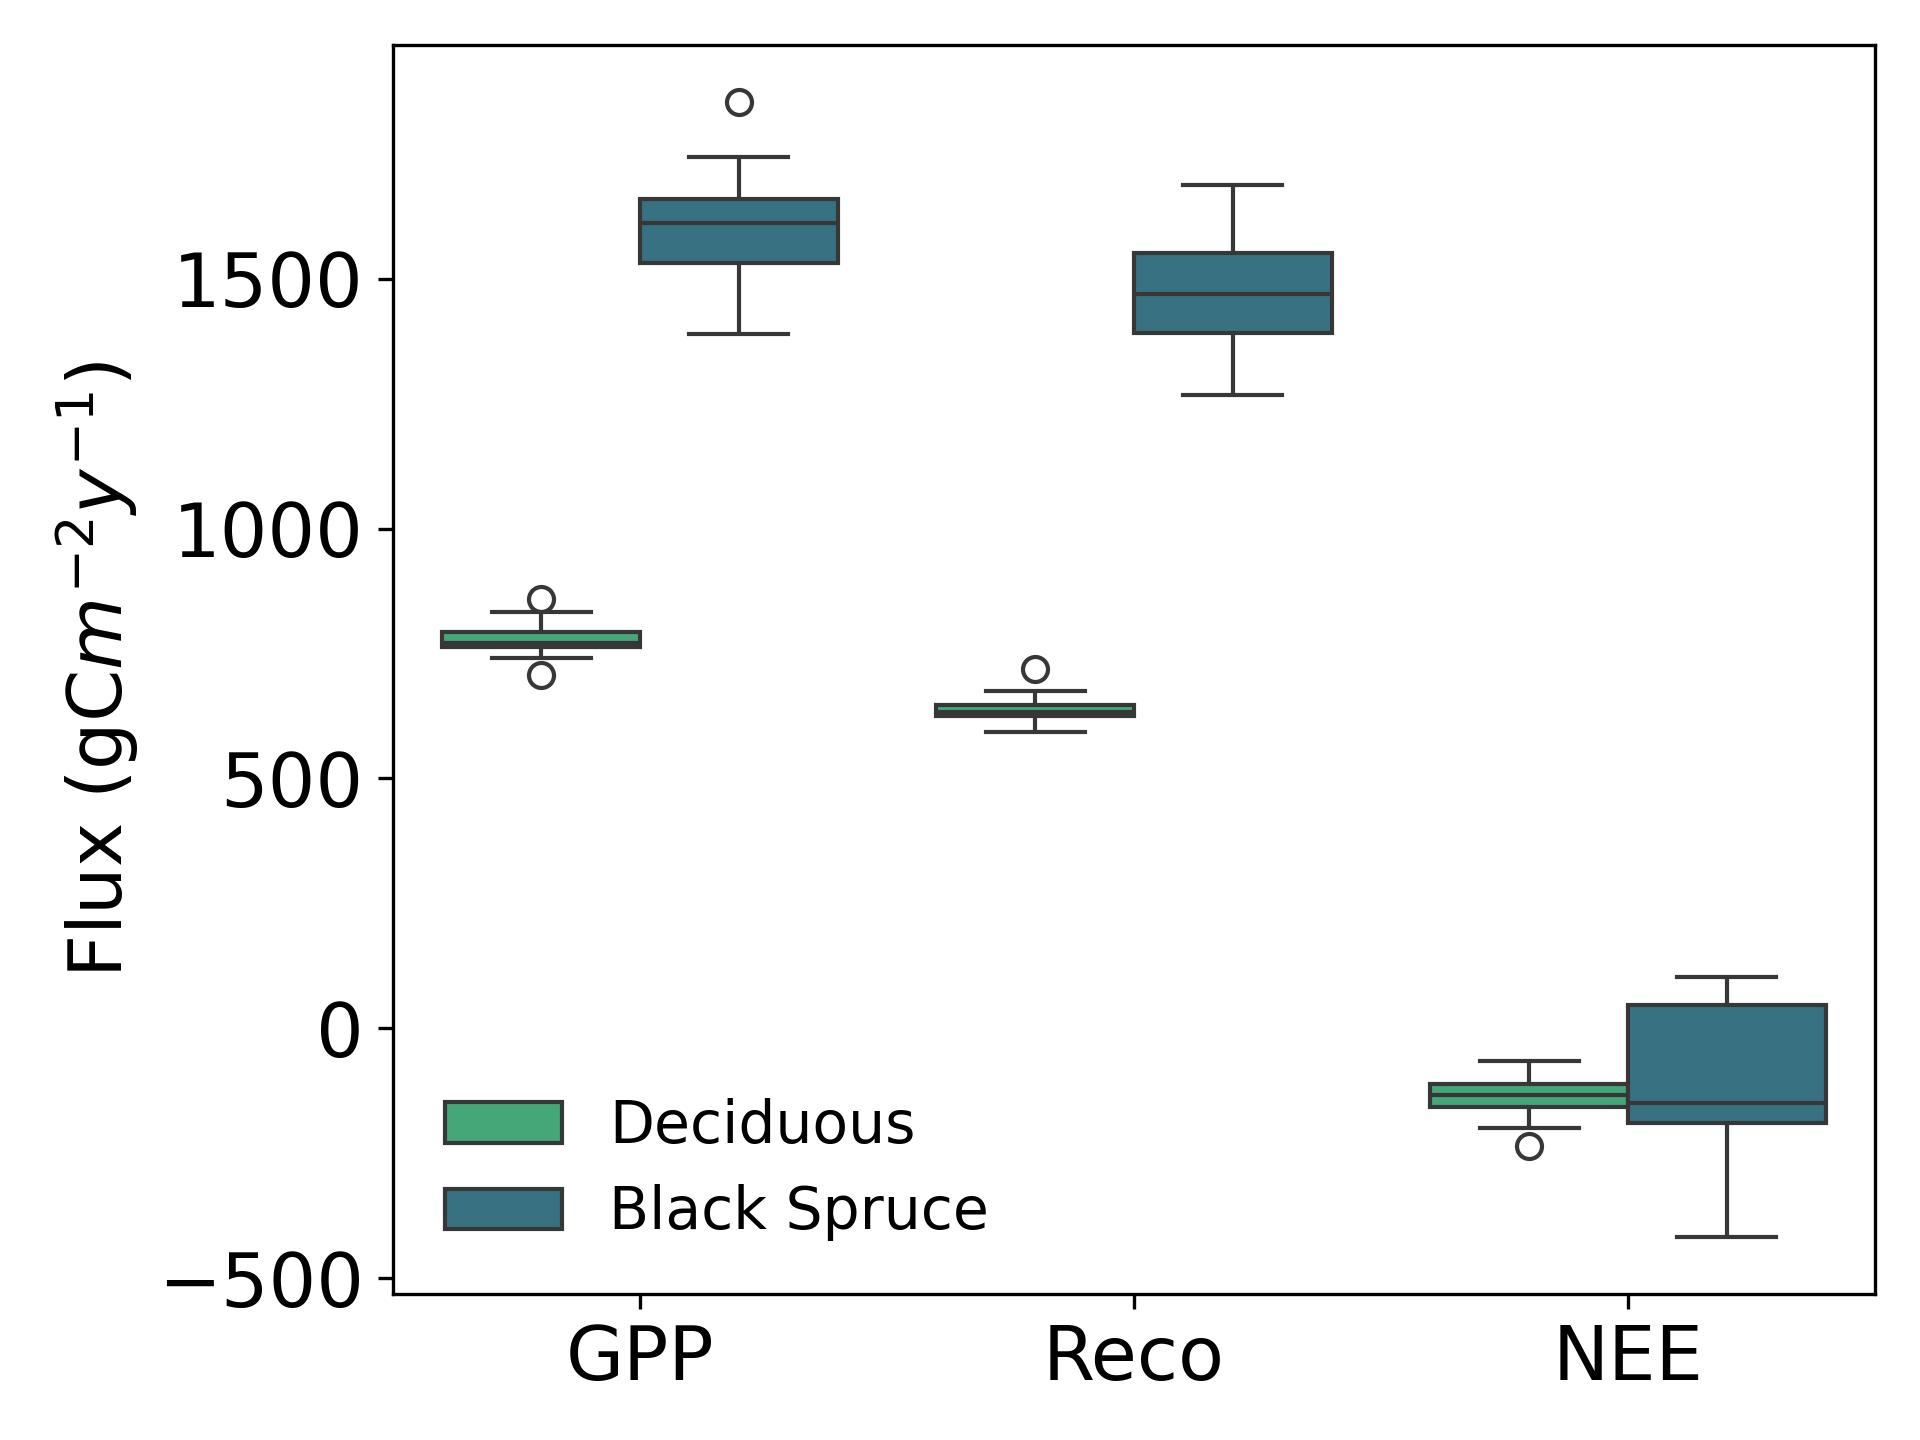 Flux (gCm⁻²y⁻¹)
1500
1000
500
0
−500
Deciduous
Black Spruce
GPP Reco NEE